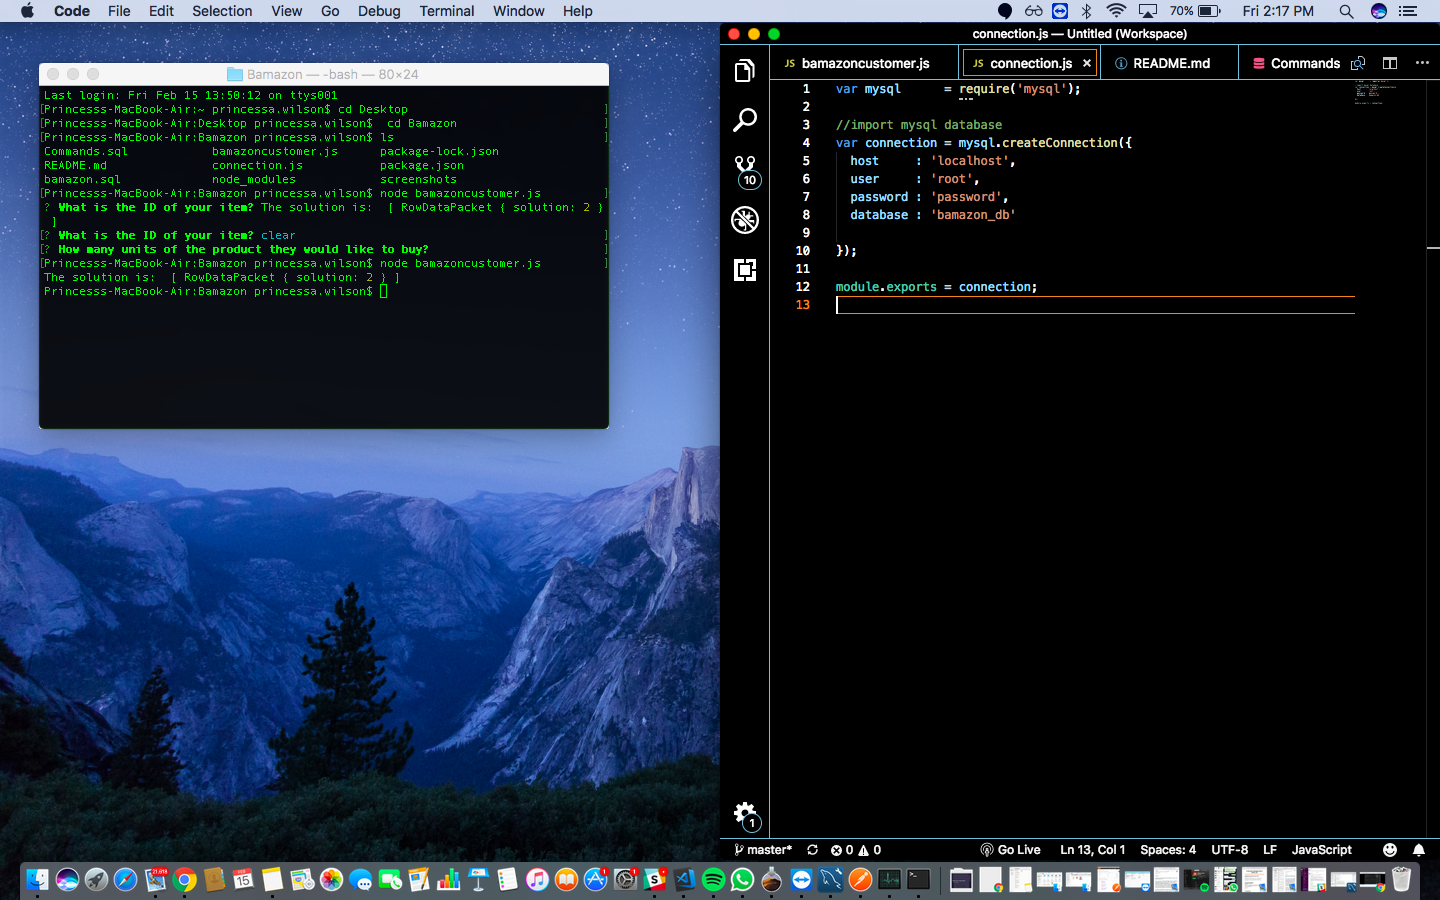 Code File Edit Selection View Go Debug Terminal Window Help
70% Fri 2:17 PM
Bamazon — -bash — 80×24
Last login: Fri Feb 15 13:50:12 on ttys001
[Princesss-MacBook-Air:~ princessa.wilson$ cd Desktop ]
[Princesss-MacBook-Air:Desktop princessa.wilson$  cd Bamazon ]
[Princesss-MacBook-Air:Bamazon princessa.wilson$ ls ]
Commands.sql bamazoncustomer.js package-lock.json
README.md connection.js package.json
bamazon.sql node_modules screenshots
[Princesss-MacBook-Air:Bamazon princessa.wilson$ node bamazoncustomer.js ]
? What is the ID of your item? The solution is:  [ RowDataPacket { solution: 2 }
]
[? What is the ID of your item? clear ]
[? How many units of the product they would like to buy? ]
[Princesss-MacBook-Air:Bamazon princessa.wilson$ node bamazoncustomer.js ]
The solution is:  [ RowDataPacket { solution: 2 } ]
Princesss-MacBook-Air:Bamazon princessa.wilson$
connection.js — Untitled (Workspace)
JS bamazoncustomer.js JS connection.js × README.md Commands ...
1 var mysql      = require('mysql');
2
3 //import mysql database
4 var connection = mysql.createConnection({
5   host     : 'localhost',
6   user     : 'root',
7   password : 'password',
8   database : 'bamazon_db'
9
10 });
11
12 module.exports = connection;
13
10
1
master* 0 0 Go Live Ln 13, Col 1 Spaces: 4 UTF-8 LF JavaScript